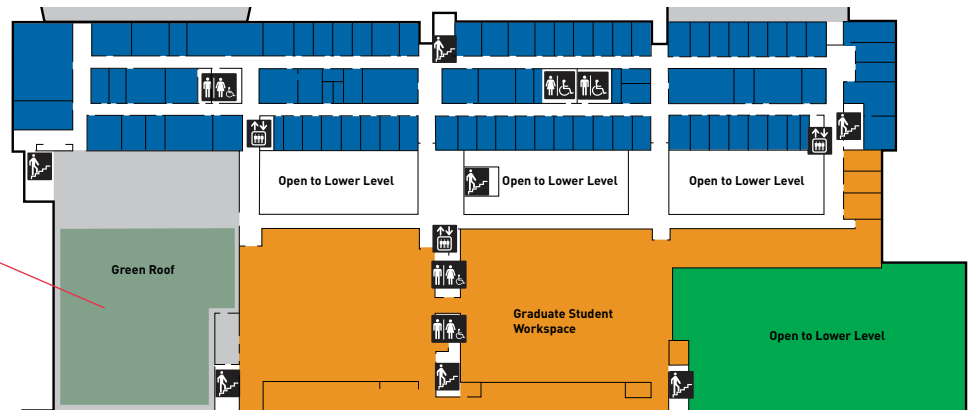 Open to Lower Level
Open to Lower Level
Open to Lower Level
Green Roof
Graduate Student
Workspace
Open to Lower Level